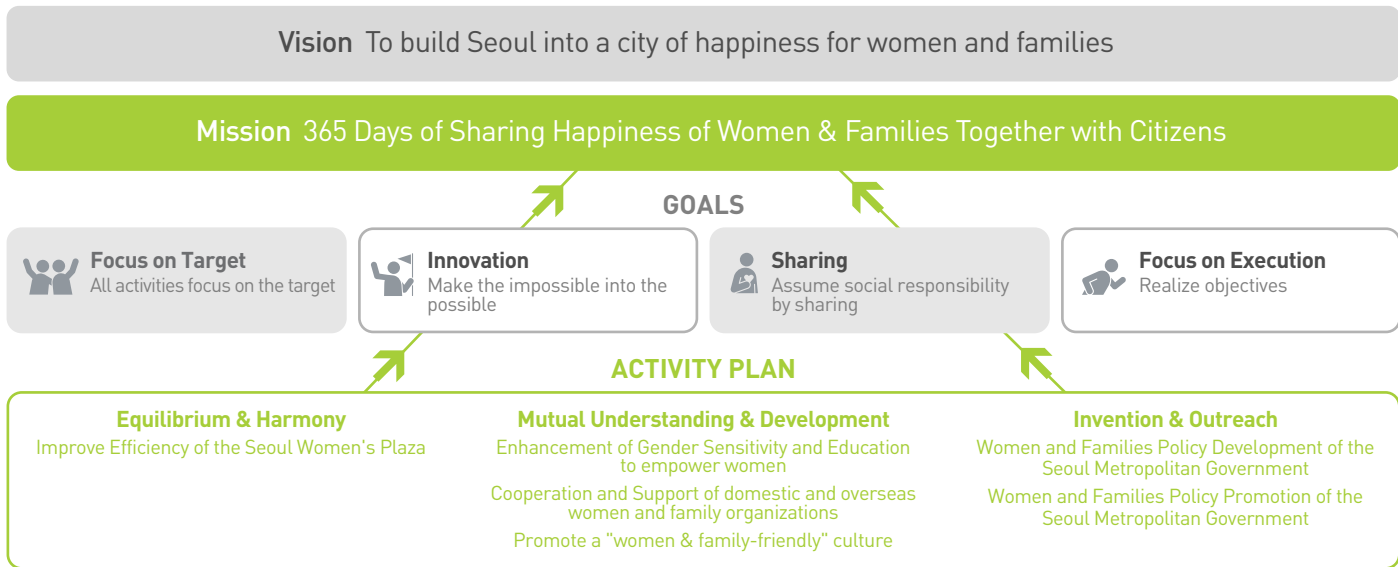 Vision To build Seoul into a city of happiness for women and families
Mission 365 Days of Sharing Happiness of Women & Families Together with Citizens
GOALS
Focus on Target
All activities focus on the target
Innovation
Make the impossible into the
possible
Sharing
Assume social responsibility
by sharing
Focus on Execution
Realize objectives
ACTIVITY PLAN
Equilibrium & Harmony
Improve Efficiency of the Seoul Women's Plaza
Mutual Understanding & Development
Enhancement of Gender Sensitivity and Education
to empower women
Cooperation and Support of domestic and overseas
women and family organizations
Promote a "women & family-friendly" culture
Invention & Outreach
Women and Families Policy Development of the
Seoul Metropolitan Government
Women and Families Policy Promotion of the
Seoul Metropolitan Government